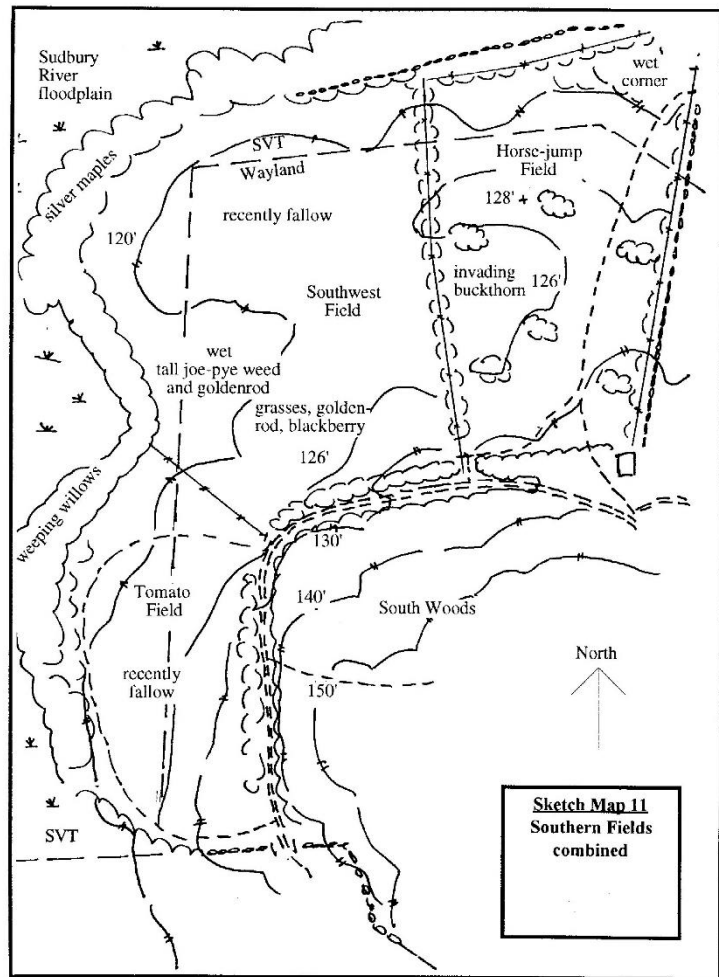 Sudbury
River
floodplain
wet
corner
SVT
Wayland
Horse-jump
Field
silver maples
128' +
recently fallow
120'
invading
buckthorn
126'
Southwest
Field
wet
tall joe-pye weed
and goldenrod
grasses, golden-
rod, blackberry
126'
weeping willows
130'
Tomato
Field
140'
South Woods
North
recently
fallow
150'
Sketch Map 11
Southern Fields
combined
SVT